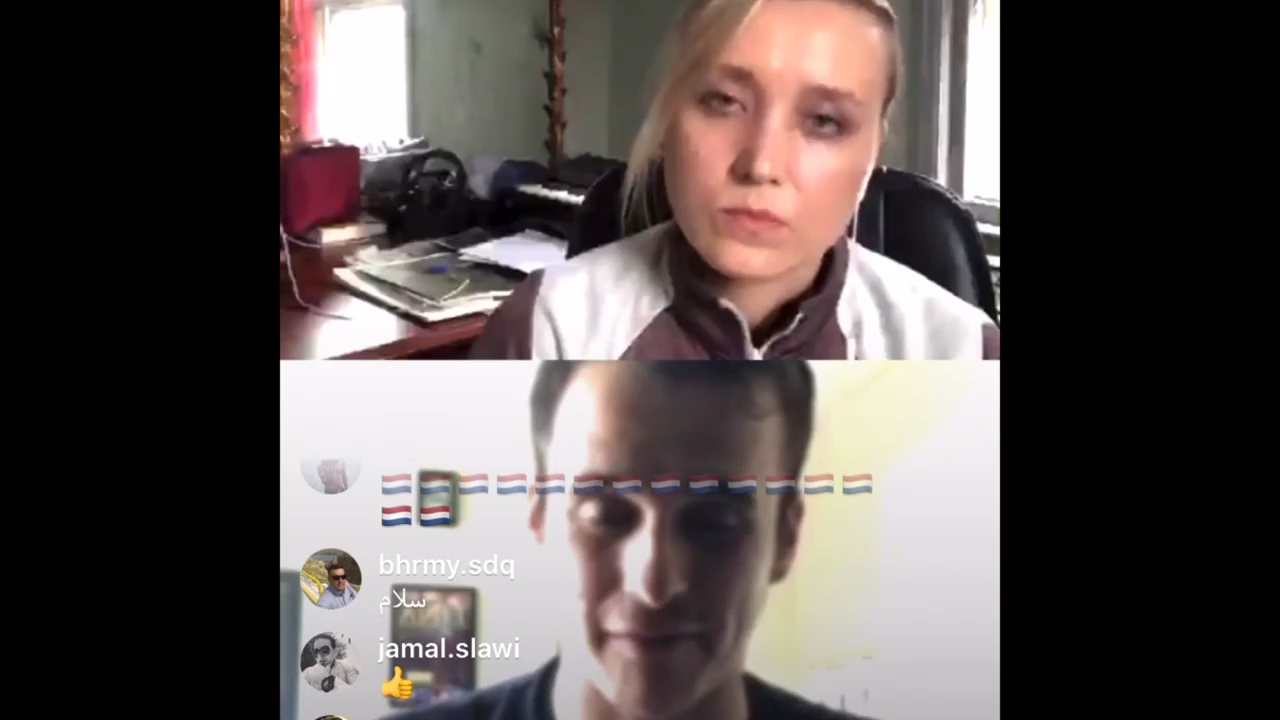 bhrmy.sdq
سلام
jamal.slawi